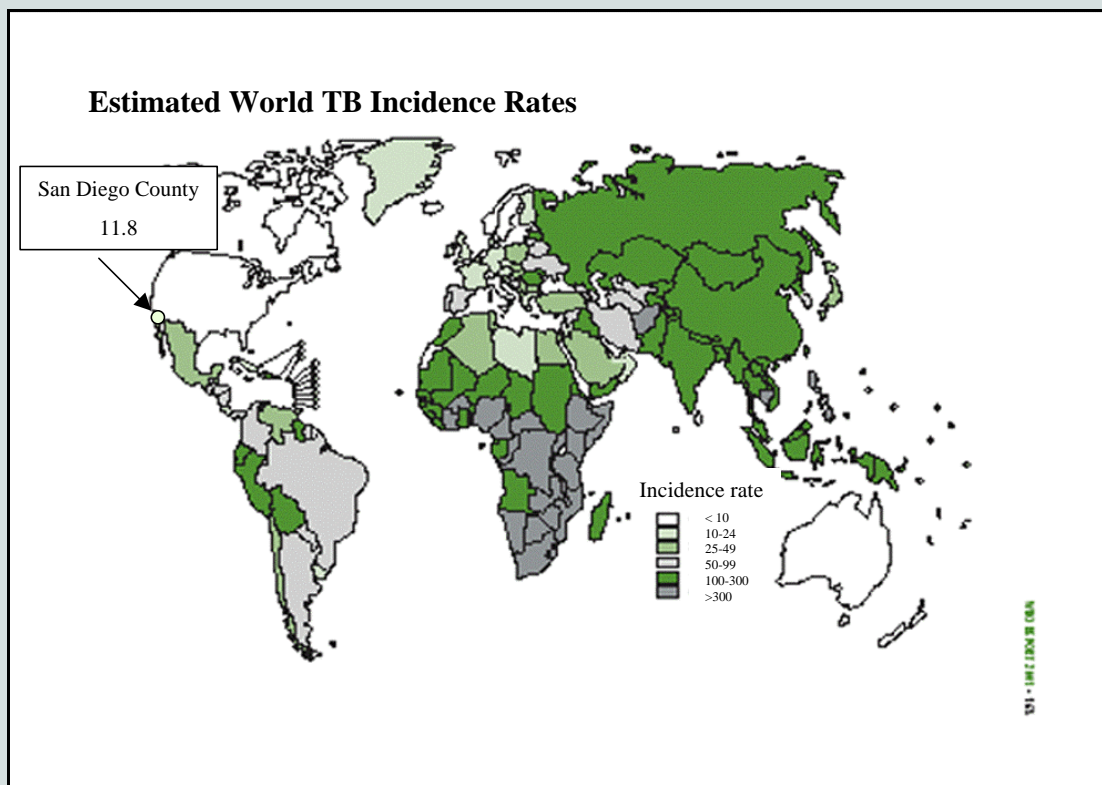 Estimated World TB Incidence Rates
San Diego County
11.8
Incidence rate
< 10
10-24
25-49
50-99
100-300
>300